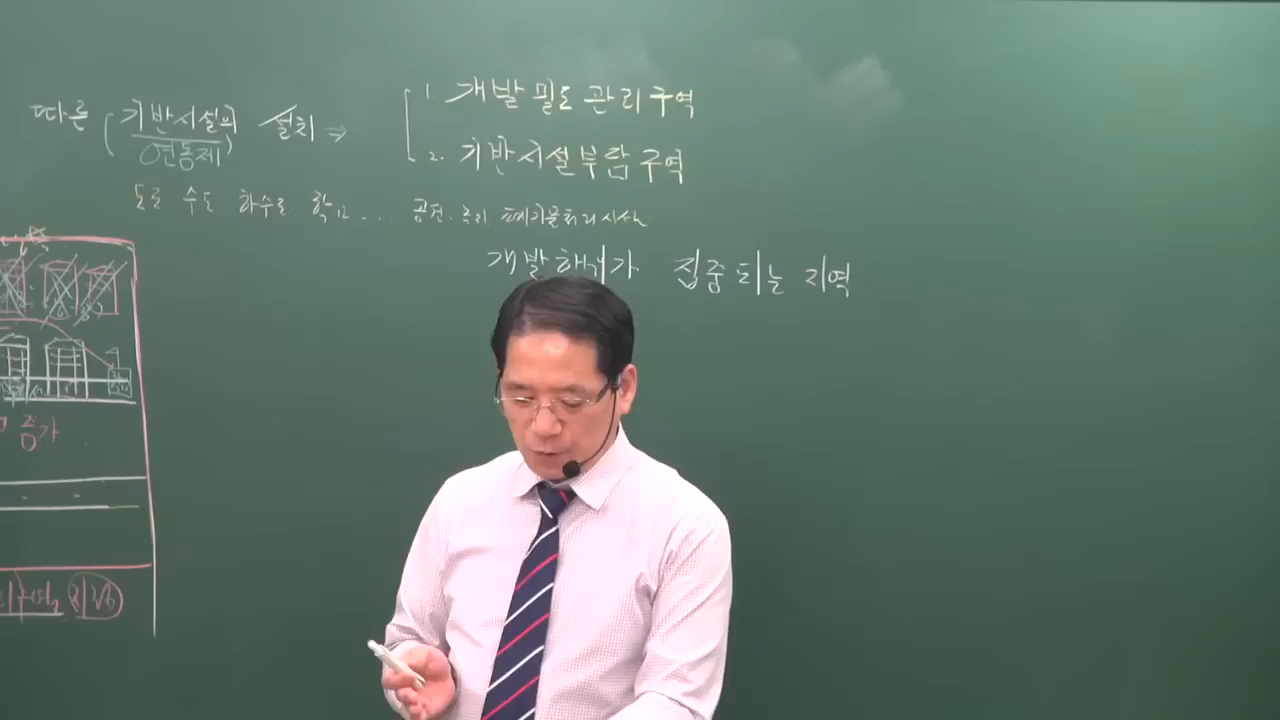 따른 (기반시설의 설치 ⇒
연동제)
1. 개발밀도관리구역
2. 기반시설부담구역
도로 수도 하수도 학교 .... 공원. 녹지. 폐기물처리시설
개발행위가 집중되는 지역
증가